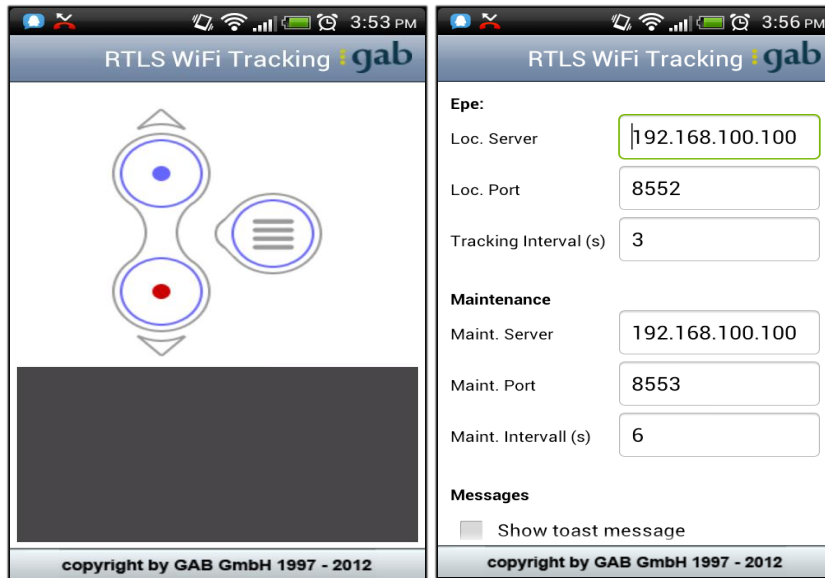 3:53 PM
RTLS WiFi Tracking gab
copyright by GAB GmbH 1997 - 2012
3:56 PM
RTLS WiFi Tracking gab
Epe:
Loc. Server 192.168.100.100
Loc. Port 8552
Tracking Interval (s) 3
Maintenance
Maint. Server 192.168.100.100
Maint. Port 8553
Maint. Intervall (s) 6
Messages
Show toast message
copyright by GAB GmbH 1997 - 2012